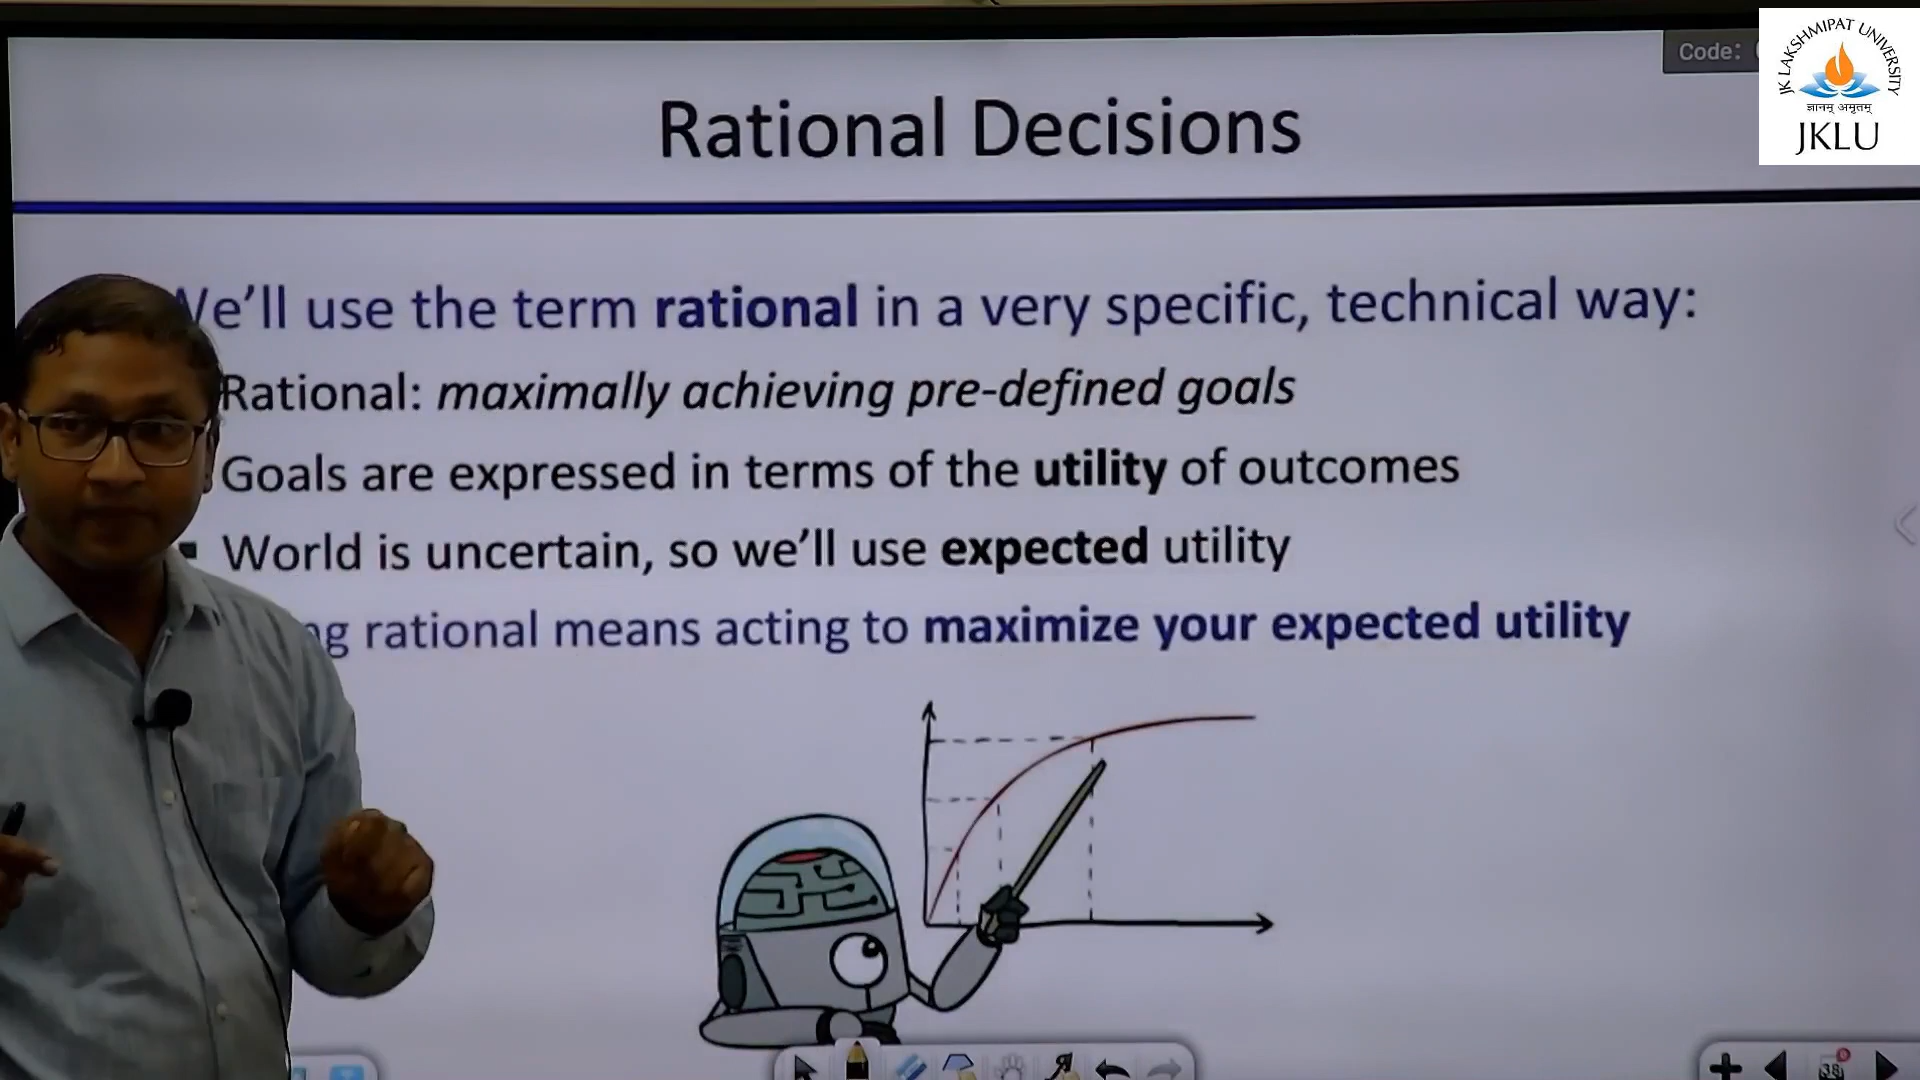 Code:
JK LAKSHMIPAT UNIVERSITY
ज्ञानम् अमृतम्
JKLU
Rational Decisions
We'll use the term rational in a very specific, technical way:
Rational: maximally achieving pre-defined goals
Goals are expressed in terms of the utility of outcomes
World is uncertain, so we'll use expected utility
rational means acting to maximize your expected utility
38